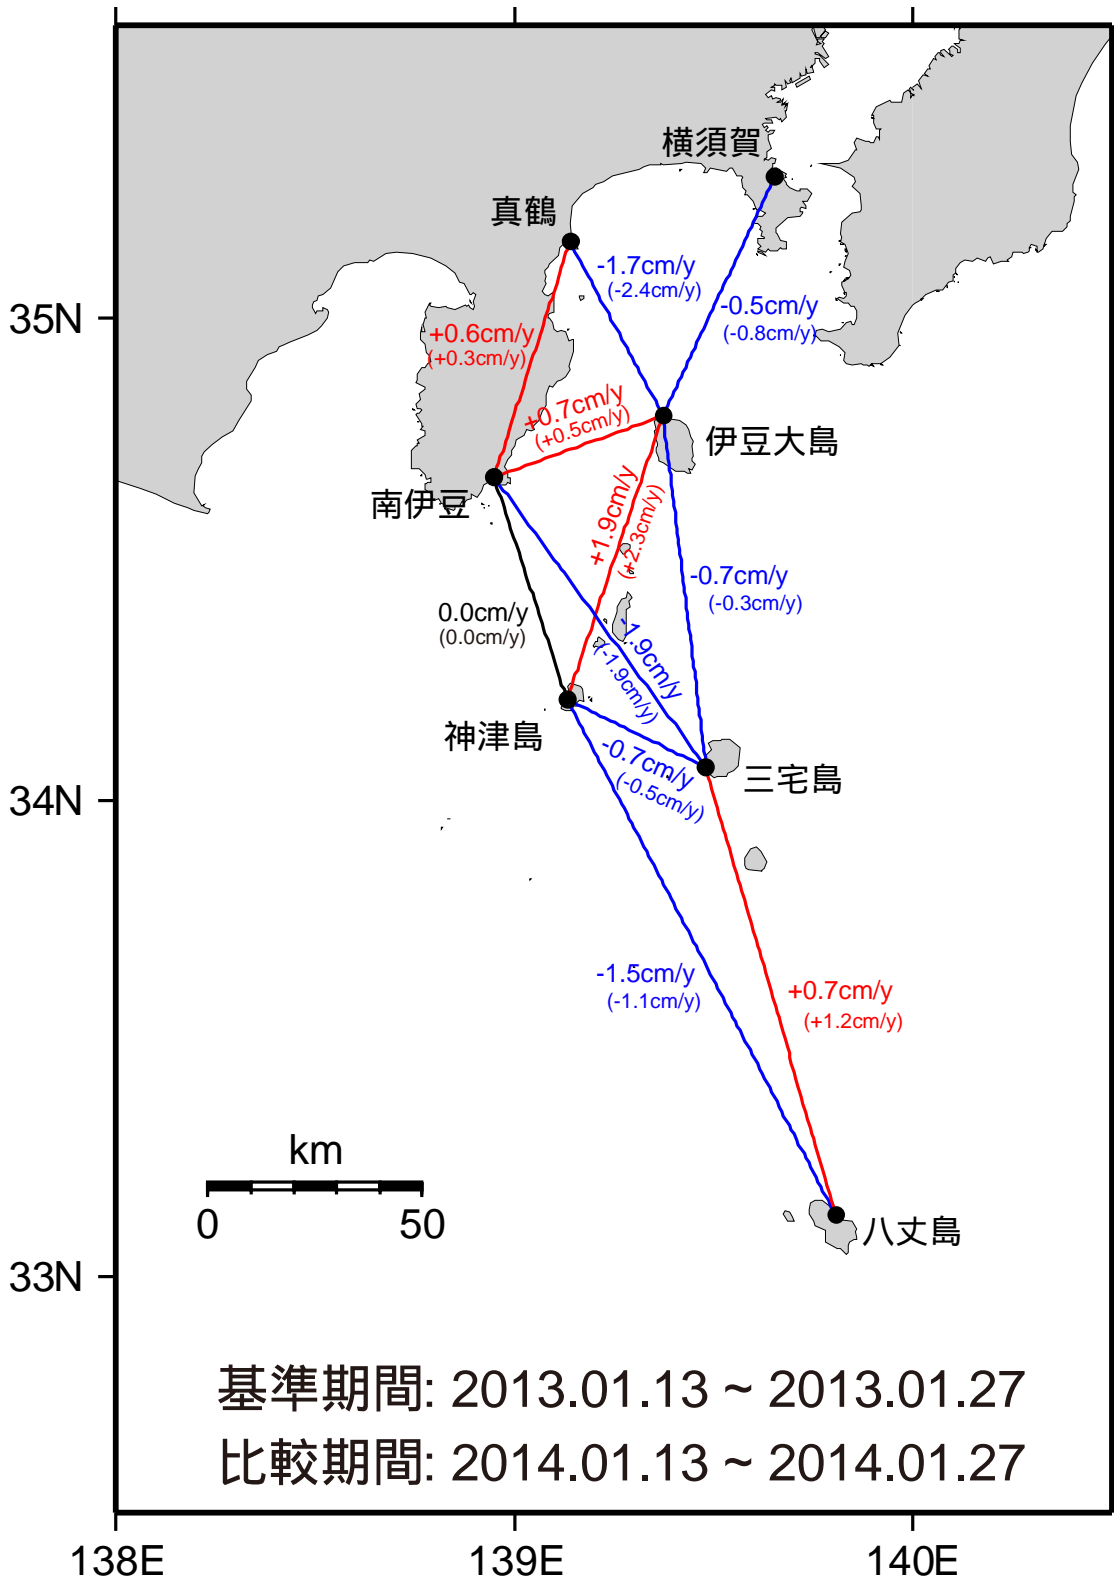 横須賀
真鶴
-1.7cm/y
(-2.4cm/y)
-0.5cm/y
(-0.8cm/y)
35N
+0.6cm/y
(+0.3cm/y)
+0.7cm/y
(+0.5cm/y)
伊豆大島
南伊豆
+1.9cm/y
(+2.3cm/y)
-0.7cm/y
(-0.3cm/y)
0.0cm/y
(0.0cm/y)
-1.9cm/y
(-1.9cm/y)
神津島
-0.7cm/y
(-0.5cm/y)
三宅島
34N
-1.5cm/y
(-1.1cm/y)
+0.7cm/y
(+1.2cm/y)
km
0 50
八丈島
33N
基準期間: 2013.01.13 ~ 2013.01.27
比較期間: 2014.01.13 ~ 2014.01.27
138E 139E 140E